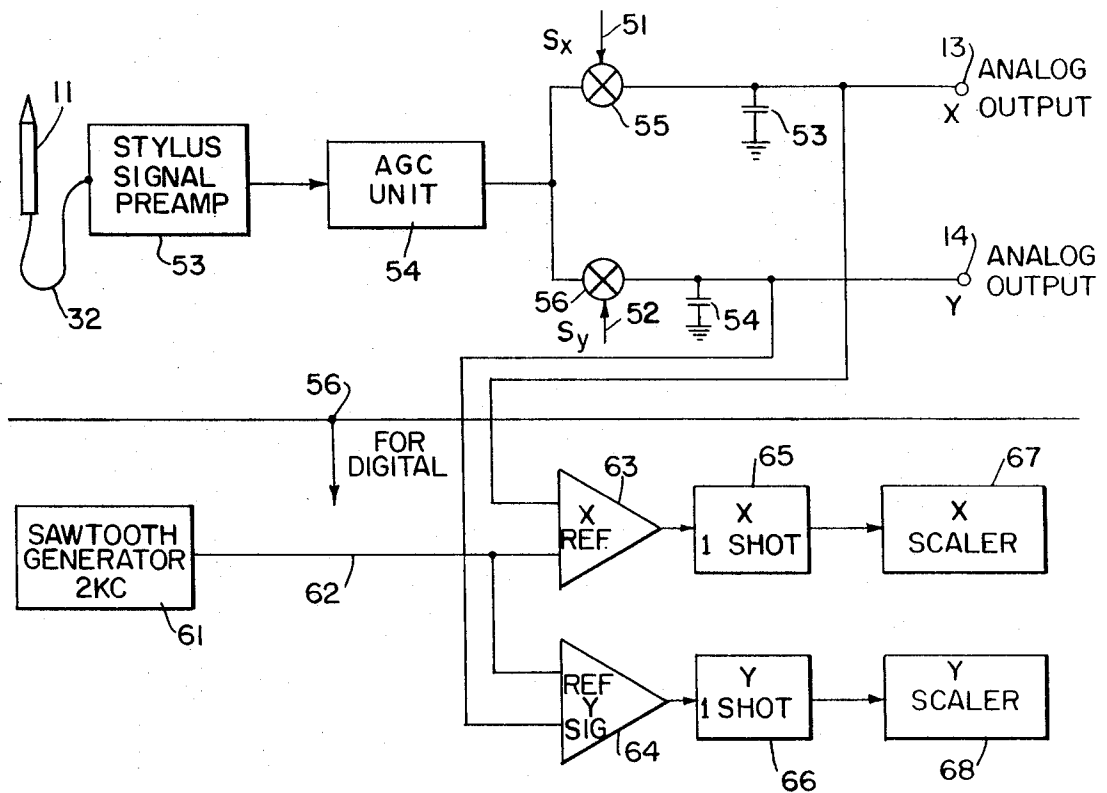 51
Sx
13
ANALOG
OUTPUT
X
11
55
53
STYLUS
SIGNAL
PREAMP
AGC
UNIT
53
54
32
14
ANALOG
OUTPUT
Y
56
52
Sy
54
56
FOR
DIGITAL
63
65
67
X
REF.
X
1 SHOT
X
SCALER
SAWTOOTH
GENERATOR
2KC
62
61
REF
Y
SIG
Y
1 SHOT
Y
SCALER
64
66
68